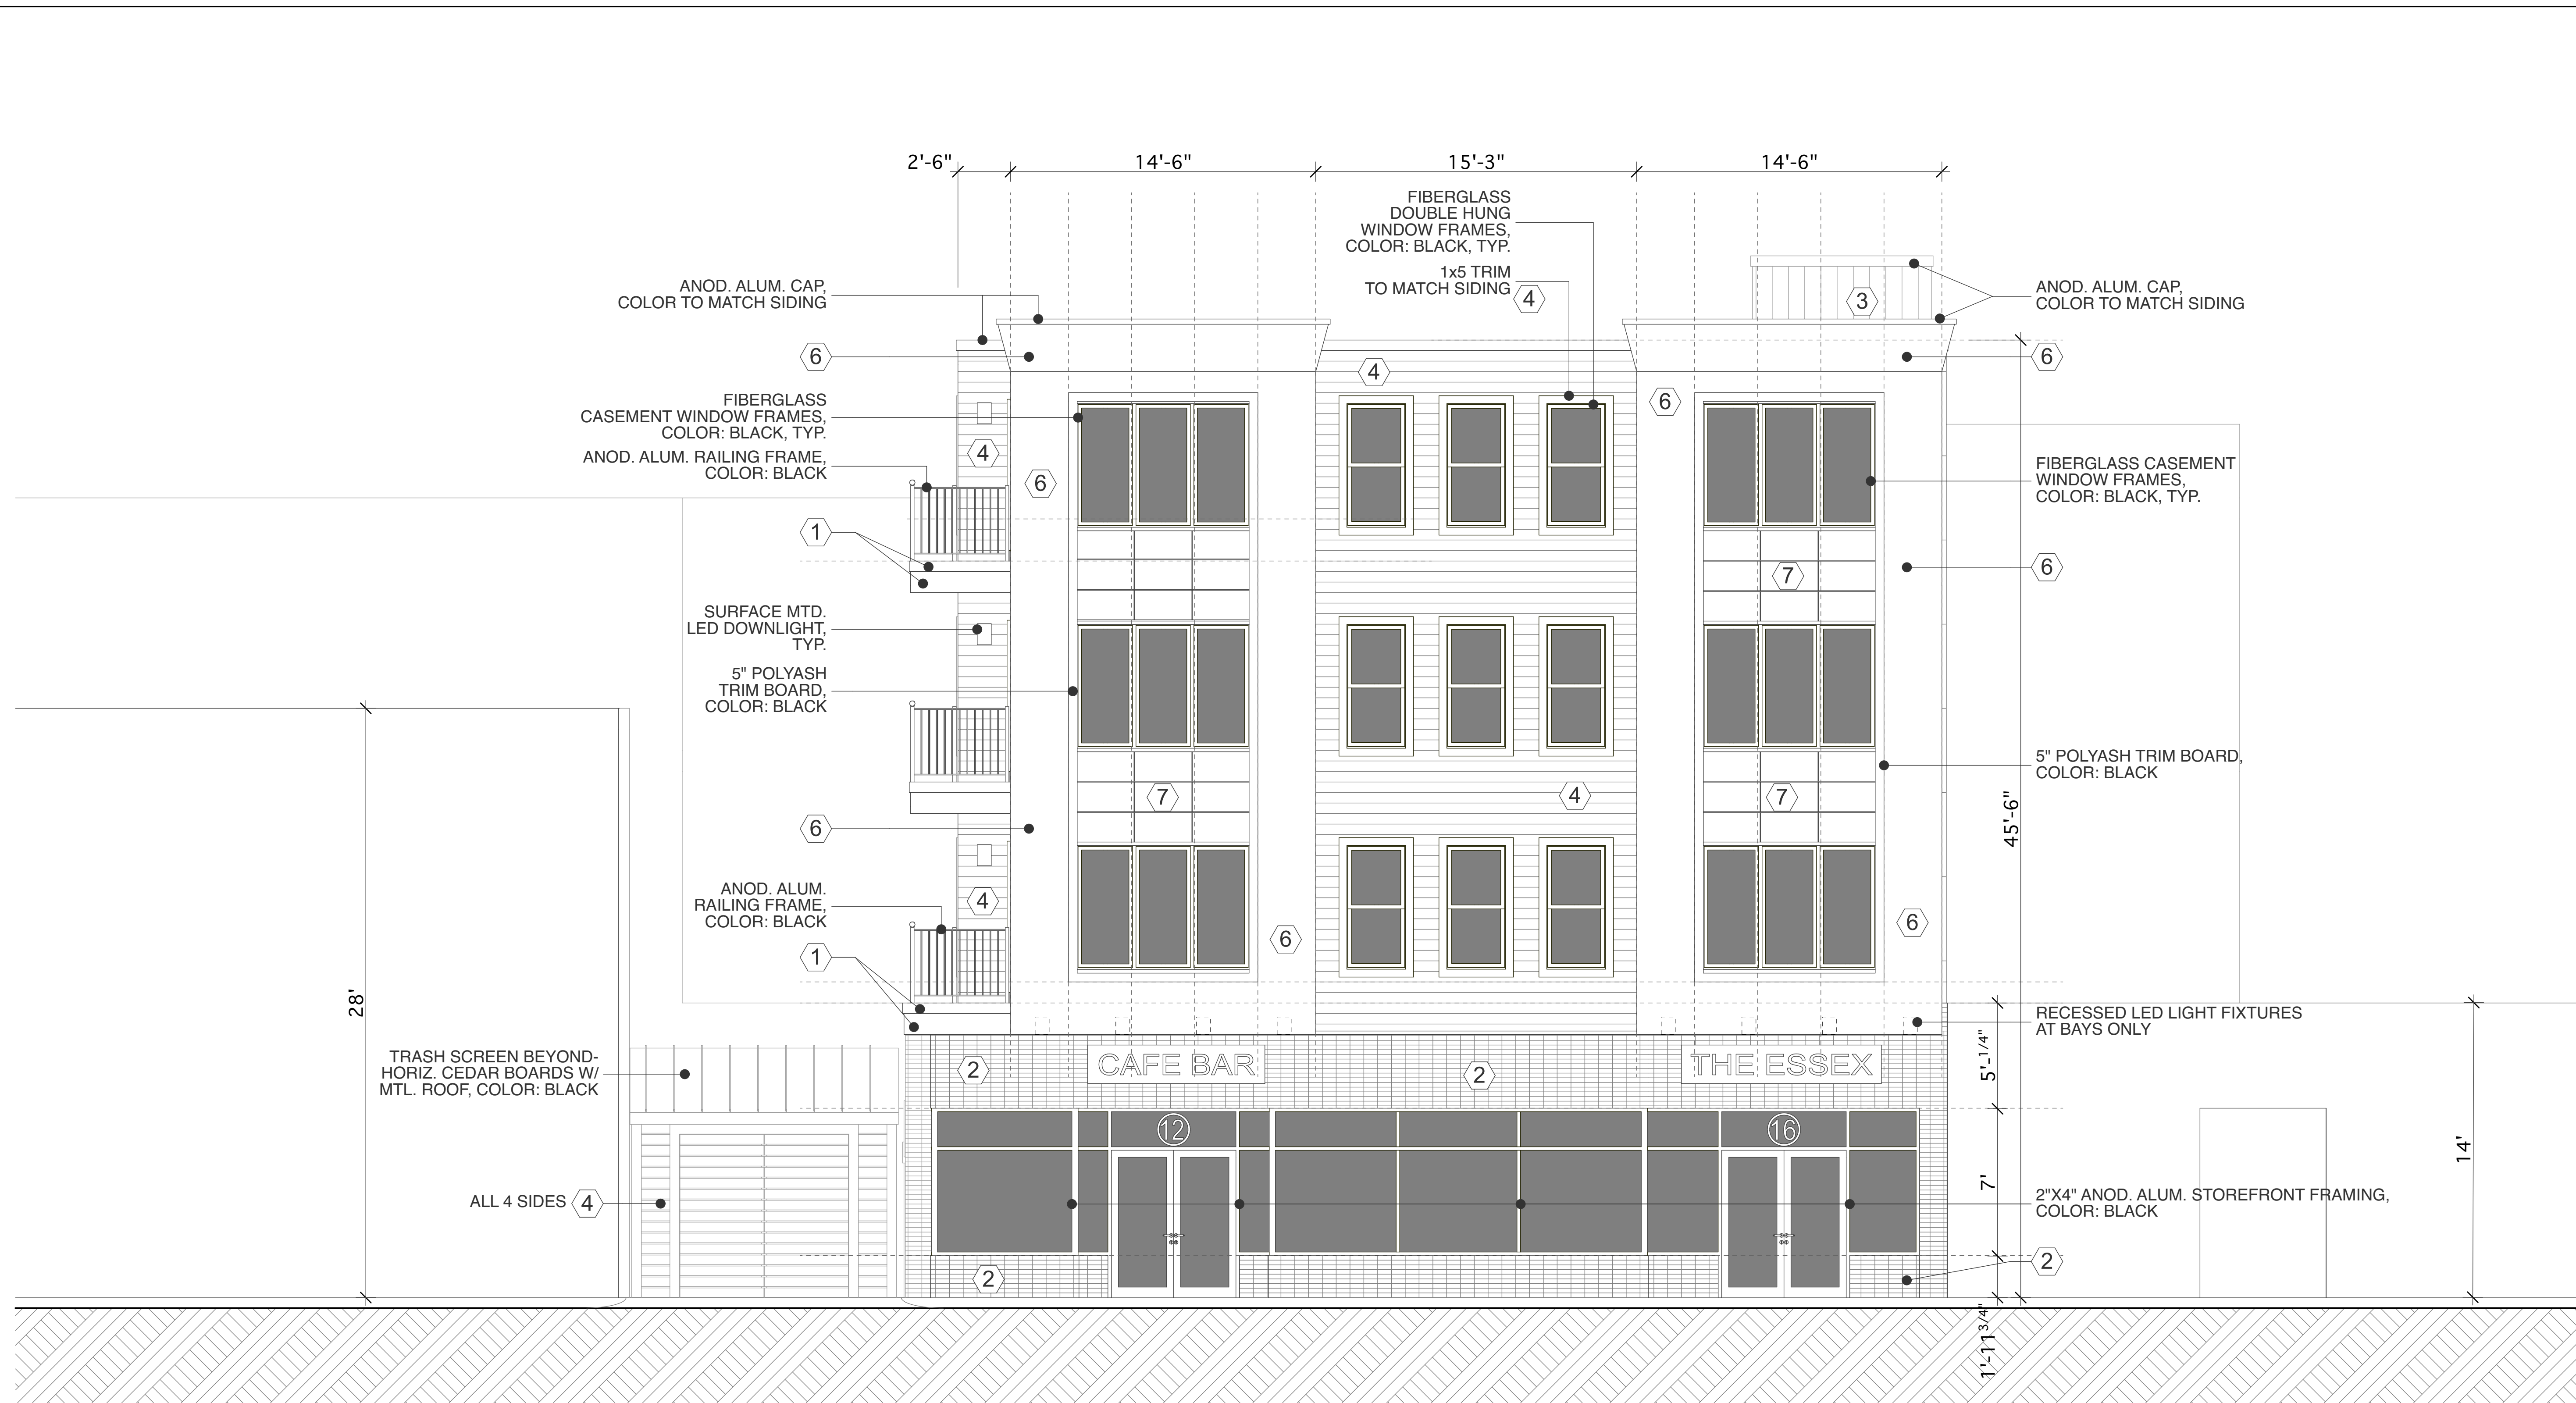 2'-6"
14'-6"
15'-3"
14'-6"
FIBERGLASS
DOUBLE HUNG
WINDOW FRAMES,
COLOR: BLACK, TYP.
1x5 TRIM
TO MATCH SIDING
4
ANOD. ALUM. CAP,
COLOR TO MATCH SIDING
3
ANOD. ALUM. CAP,
COLOR TO MATCH SIDING
6
4
6
6
FIBERGLASS
CASEMENT WINDOW FRAMES,
COLOR: BLACK, TYP.
4
ANOD. ALUM. RAILING FRAME,
COLOR: BLACK
6
FIBERGLASS CASEMENT
WINDOW FRAMES,
COLOR: BLACK, TYP.
1
7
6
SURFACE MTD.
LED DOWNLIGHT,
TYP.
5" POLYASH
TRIM BOARD,
COLOR: BLACK
5" POLYASH TRIM BOARD,
COLOR: BLACK
7
4
7
45'-6"
6
ANOD. ALUM.
RAILING FRAME,
COLOR: BLACK
4
6
6
1
28'
RECESSED LED LIGHT FIXTURES
AT BAYS ONLY
TRASH SCREEN BEYOND-
HORIZ. CEDAR BOARDS W/
MTL. ROOF, COLOR: BLACK
2
CAFE BAR
2
THE ESSEX
5'-1/4"
12
16
14'
7'
ALL 4 SIDES
4
2"X4" ANOD. ALUM. STOREFRONT FRAMING,
COLOR: BLACK
2
2
1'-11 3/4"